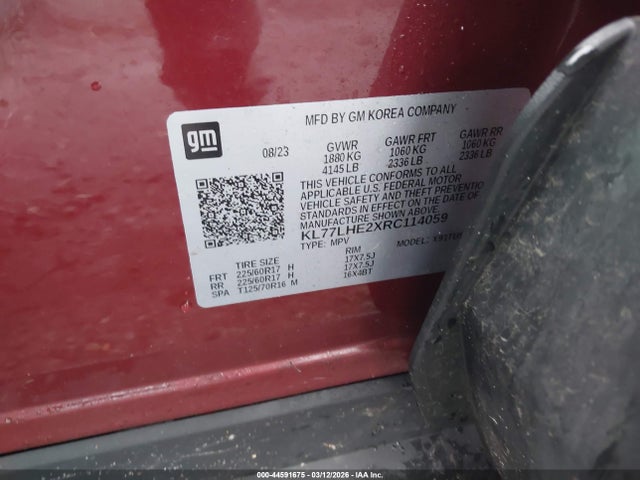 MFD BY GM KOREA COMPANY
gm
08/23
GVWR GAWR FRT GAWR RR
1880 KG 1060 KG 1060 KG
4145 LB 2336 LB 2336 LB
THIS VEHICLE CONFORMS TO ALL
APPLICABLE U.S. FEDERAL MOTOR
VEHICLE SAFETY AND THEFT PREVENTIO
STANDARDS IN EFFECT ON THE DATE OF
MANUFACTURE SHOWN ABOVE.
KL77LHE2XRC114059
TYPE: MPV MODEL:
TIRE SIZE RIM
FRT 225/60R17 H 17X7.5J
RR 225/60R17 H 17X7.5J
SPA T125/70R16 M 16X4BT
000-44591675 - 03/12/2026 - IAAI.com